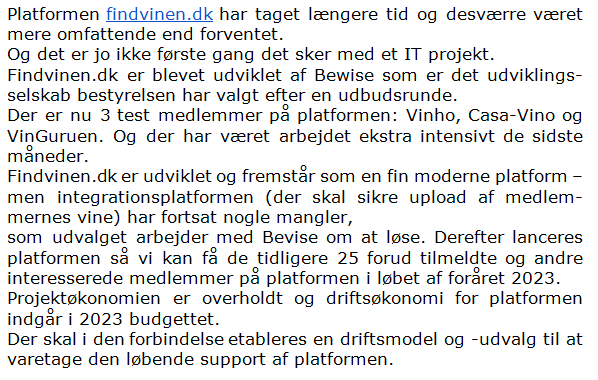 Platformen findvinen.dk har taget længere tid og desværre været
mere omfattende end forventet.
Og det er jo ikke første gang det sker med et IT projekt.
Findvinen.dk er blevet udviklet af Bewise som er det udviklings-
selskab bestyrelsen har valgt efter en udbudsrunde.
Der er nu 3 test medlemmer på platformen: Vinho, Casa-Vino og
VinGuruen. Og der har været arbejdet ekstra intensivt de sidste
måneder.
Findvinen.dk er udviklet og fremstår som en fin moderne platform –
men integrationsplatformen (der skal sikre upload af medlem-
mernes vine) har fortsat nogle mangler,
som udvalget arbejder med Bevise om at løse. Derefter lanceres
platformen så vi kan få de tidligere 25 forud tilmeldte og andre
interesserede medlemmer på platformen i løbet af foråret 2023.
Projektøkonomien er overholdt og driftsøkonomi for platformen
indgår i 2023 budgettet.
Der skal i den forbindelse etableres en driftsmodel og -udvalg til at
varetage den løbende support af platformen.